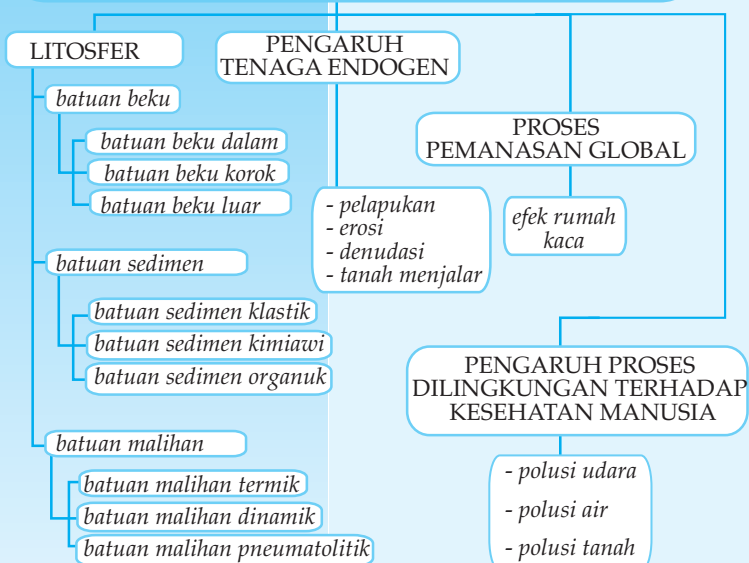 LITOSFER
batuan beku
batuan beku dalam
batuan beku korok
batuan beku luar
batuan sedimen
batuan sedimen klastik
batuan sedimen kimiawi
batuan sedimen organuk
batuan malihan
batuan malihan termik
batuan malihan dinamik
batuan malihan pneumatolitik
PENGARUH
TENAGA ENDOGEN
- pelapukan
- erosi
- denudasi
- tanah menjalar
PROSES
PEMANASAN GLOBAL
efek rumah
kaca
PENGARUH PROSES
DILINGKUNGAN TERHADAP
KESEHATAN MANUSIA
- polusi udara
- polusi air
- polusi tanah